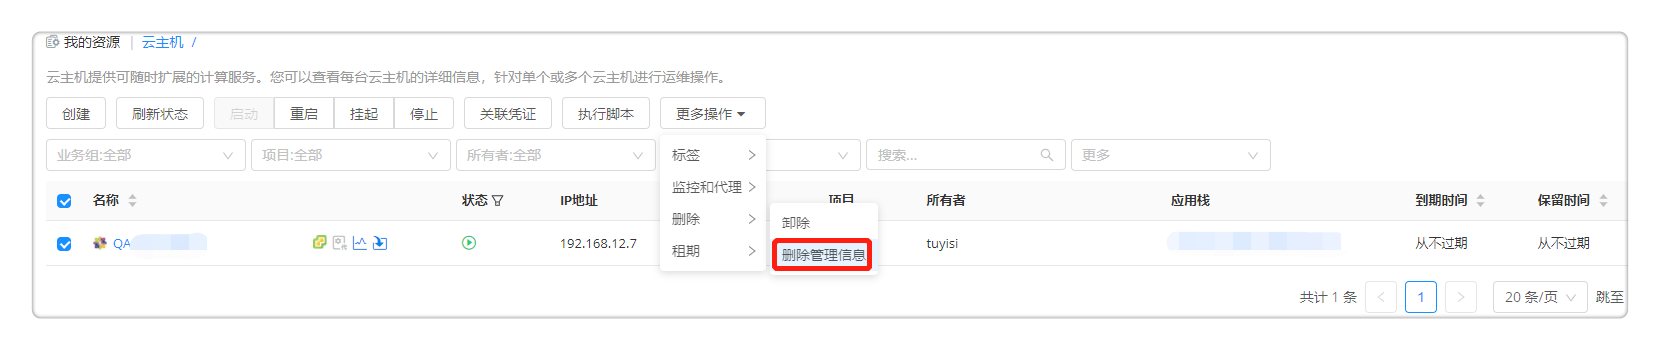 我的资源 | 云主机 /
云主机提供可随时扩展的计算服务。您可以查看每台云主机的详细信息，针对单个或多个云主机进行运维操作。
创建 刷新状态 启动 重启 挂起 停止 关联凭证 执行脚本 更多操作
业务组:全部 项目:全部 所有者:全部 搜索... 更多
标签
监控和代理
删除
租期
卸除
删除管理信息
名称 状态 IP地址 项目 所有者 应用栈 到期时间 保留时间
QA 192.168.12.7 tuyisi 从不过期 从不过期
共计 1 条 < 1 > 20 条/页 跳至